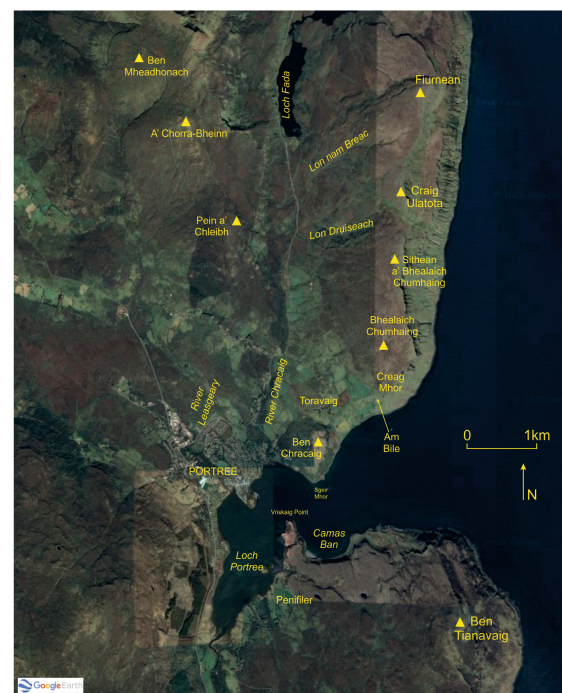 Ben
Mheadhonach
Fiurnean
Loch Fada
A' Chorra-Bheinn
Lon nam Breac
Craig
Ulatota
Pein a'
Chleibh
Lon Druiseach
Sithean
a' Bhealaich
Chumhaing
Bhealaich
Chumhaing
Creag
Mhor
River
Leasgeary
River Chracaig
Toravaig
Am
Bile
Ben
Chracaig
0 1km
PORTREE
Sgeir
Mhor
N
Vriskaig Point
Camas
Ban
Loch
Portree
Penifiler
Ben
Tianavaig
Google Earth